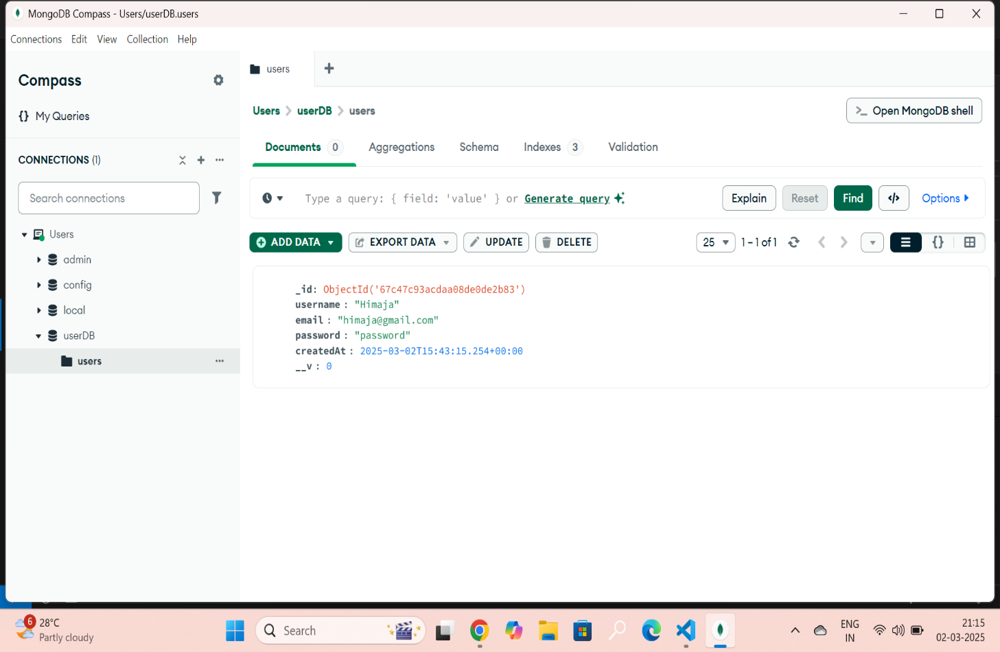 MongoDB Compass - Users/userDB.users
Connections Edit View Collection Help
Compass
{} My Queries
CONNECTIONS (1)
Search connections
Users
admin
config
local
userDB
users
users
Users > userDB > users
>_ Open MongoDB shell
Documents 0 Aggregations Schema Indexes 3 Validation
Type a query: { field: 'value' } or Generate query
Explain Reset Find </> Options
ADD DATA EXPORT DATA UPDATE DELETE 25 1 – 1 of 1 {}
_id: ObjectId('67c47c93acdaa08de0de2b83')
username : "Himaja"
email : "himaja@gmail.com"
password : "password"
createdAt : 2025-03-02T15:43:15.254+00:00
__v : 0
6 28°C
Partly cloudy
Search
ENG
IN
21:15
02-03-2025